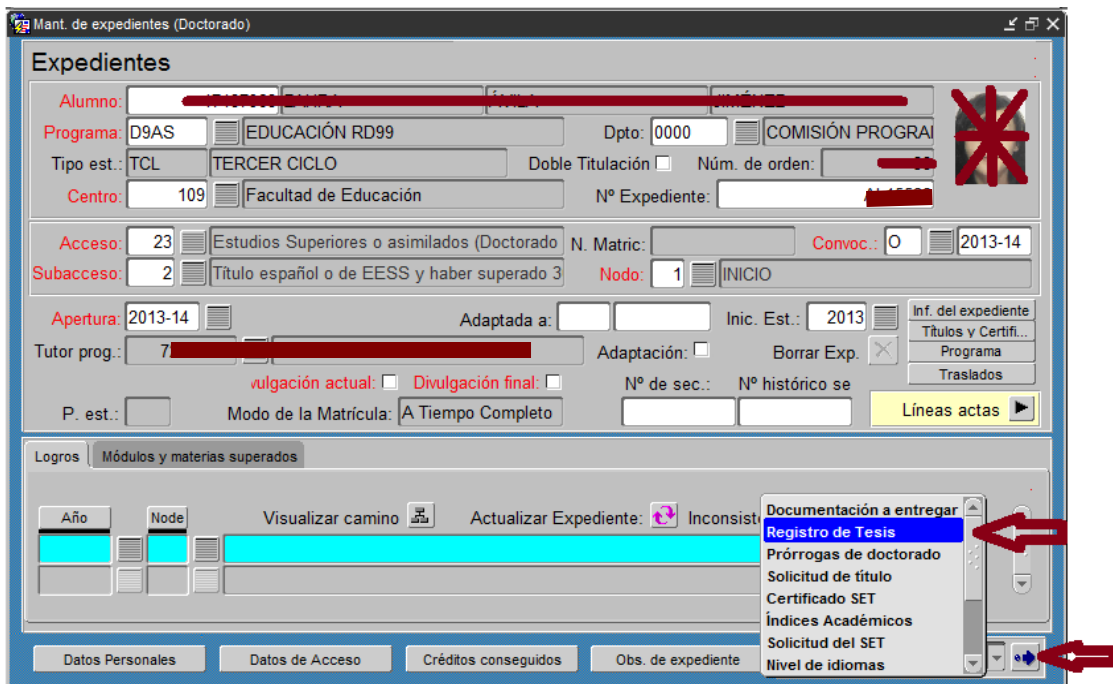 Mant. de expedientes (Doctorado)
Expedientes
Alumno:
Programa: D9AS EDUCACIÓN RD99 Dpto: 0000 COMISIÓN PROGRAI
Tipo est.: TCL TERCER CICLO Doble Titulación Núm. de orden:
Centro: 109 Facultad de Educación Nº Expediente:
Acceso: 23 Estudios Superiores o asimilados (Doctorado N. Matric: Convoc.: O 2013-14
Subacceso: 2 Título español o de EESS y haber superado 3 Nodo: 1 INICIO
Apertura: 2013-14 Adaptada a: Inic. Est.: 2013 Inf. del expediente
Títulos y Certifi...
Tutor prog.: Adaptación: Borrar Exp. Programa
Traslados
vulgación actual: Divulgación final: Nº de sec.: Nº histórico se
P. est.: Modo de la Matrícula: A Tiempo Completo Líneas actas
Logros Módulos y materias superados
Año Node Visualizar camino Actualizar Expediente: Inconsist
Documentación a entregar
Registro de Tesis
Prórrogas de doctorado
Solicitud de título
Certificado SET
Índices Académicos
Solicitud del SET
Nivel de idiomas
Datos Personales Datos de Acceso Créditos conseguidos Obs. de expediente